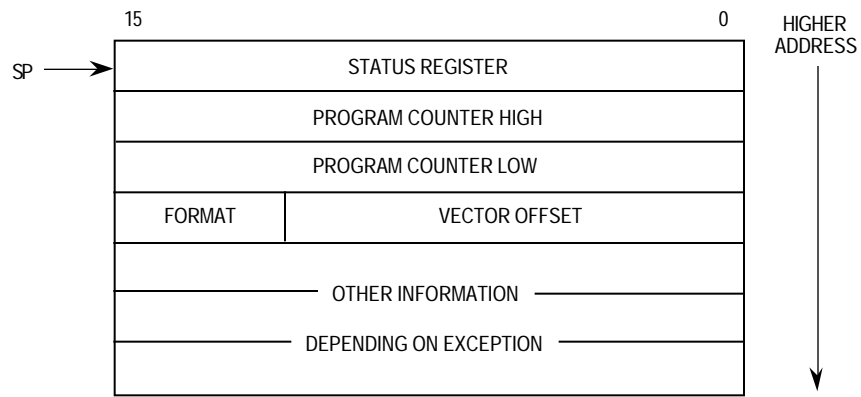 15 0
HIGHER
ADDRESS
SP
STATUS REGISTER
PROGRAM COUNTER HIGH
PROGRAM COUNTER LOW
FORMAT VECTOR OFFSET
OTHER INFORMATION
DEPENDING ON EXCEPTION